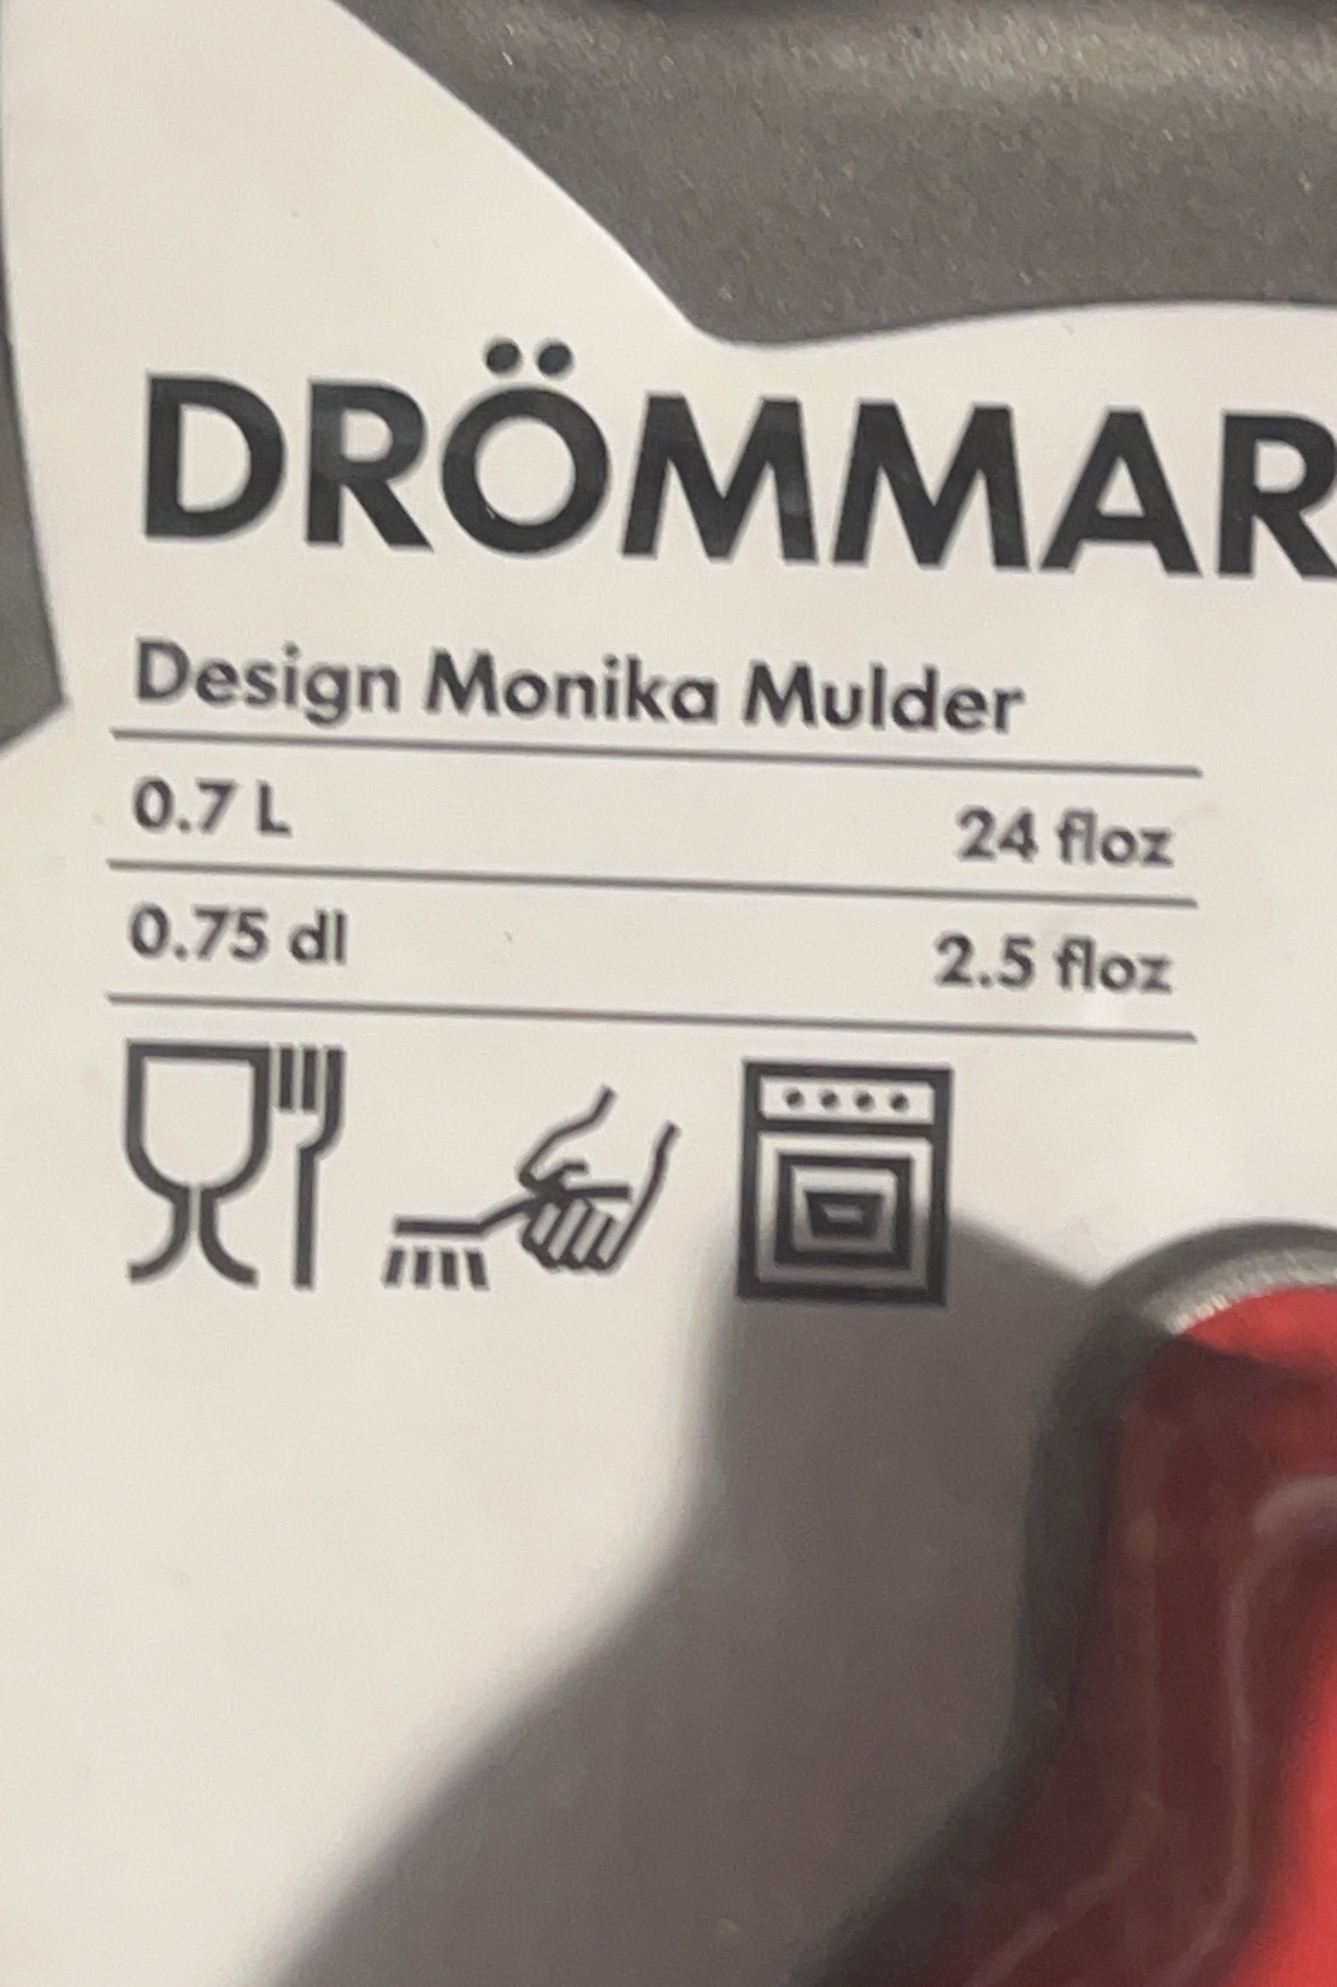 DRÖMMAR
Design Monika Mulder
0.7 L 24 floz
0.75 dl 2.5 floz